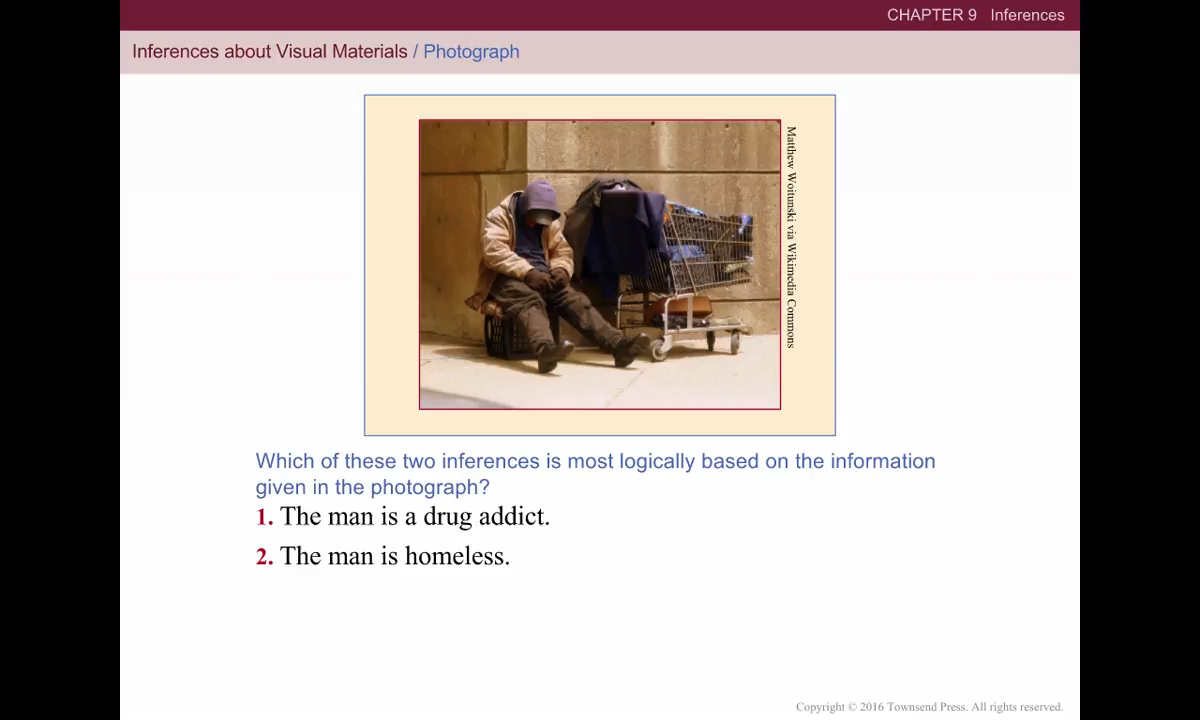 CHAPTER 9 Inferences
Inferences about Visual Materials / Photograph
Matthew Woitunski via Wikimedia Commons
Which of these two inferences is most logically based on the information
given in the photograph?
1. The man is a drug addict.
2. The man is homeless.
Copyright © 2016 Townsend Press. All rights reserved.